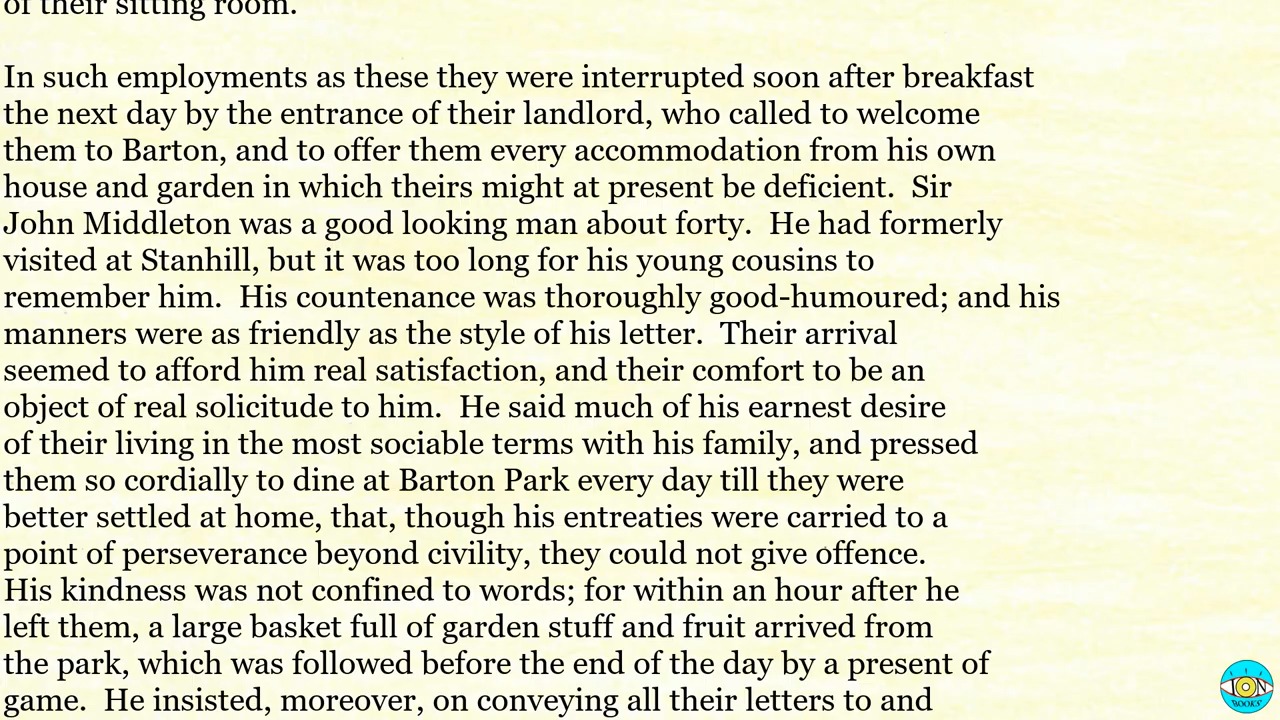 of their sitting room.
In such employments as these they were interrupted soon after breakfast
the next day by the entrance of their landlord, who called to welcome
them to Barton, and to offer them every accommodation from his own
house and garden in which theirs might at present be deficient.  Sir
John Middleton was a good looking man about forty.  He had formerly
visited at Stanhill, but it was too long for his young cousins to
remember him.  His countenance was thoroughly good-humoured; and his
manners were as friendly as the style of his letter.  Their arrival
seemed to afford him real satisfaction, and their comfort to be an
object of real solicitude to him.  He said much of his earnest desire
of their living in the most sociable terms with his family, and pressed
them so cordially to dine at Barton Park every day till they were
better settled at home, that, though his entreaties were carried to a
point of perseverance beyond civility, they could not give offence.
His kindness was not confined to words; for within an hour after he
left them, a large basket full of garden stuff and fruit arrived from
the park, which was followed before the end of the day by a present of
game.  He insisted, moreover, on conveying all their letters to and
ION
BOOKS